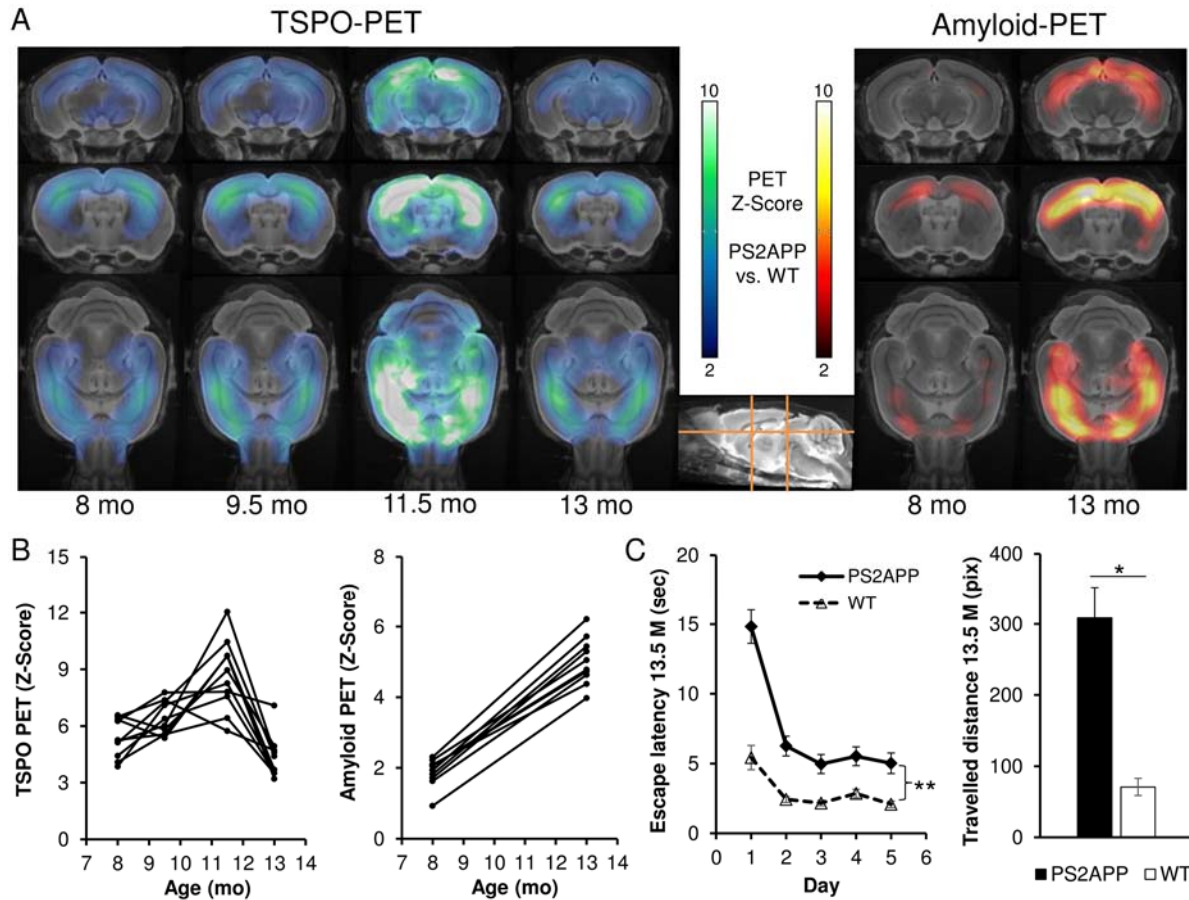 A
TSPO-PET
Amyloid-PET
10
10
PET
Z-Score
PS2APP
vs. WT
2
2
8 mo
9.5 mo
11.5 mo
13 mo
8 mo
13 mo
B
TSPO PET (Z-Score)
15
12
9
6
3
0
7 8 9 10 11 12 13 14
Age (mo)
Amyloid PET (Z-Score)
8
6
4
2
0
7 8 9 10 11 12 13 14
Age (mo)
C
Escape latency 13.5 M (sec)
20
15
10
5
0
PS2APP
WT
**
0 1 2 3 4 5 6
Day
Travelled distance 13.5 M (pix)
400
300
200
100
0
*
PS2APP WT